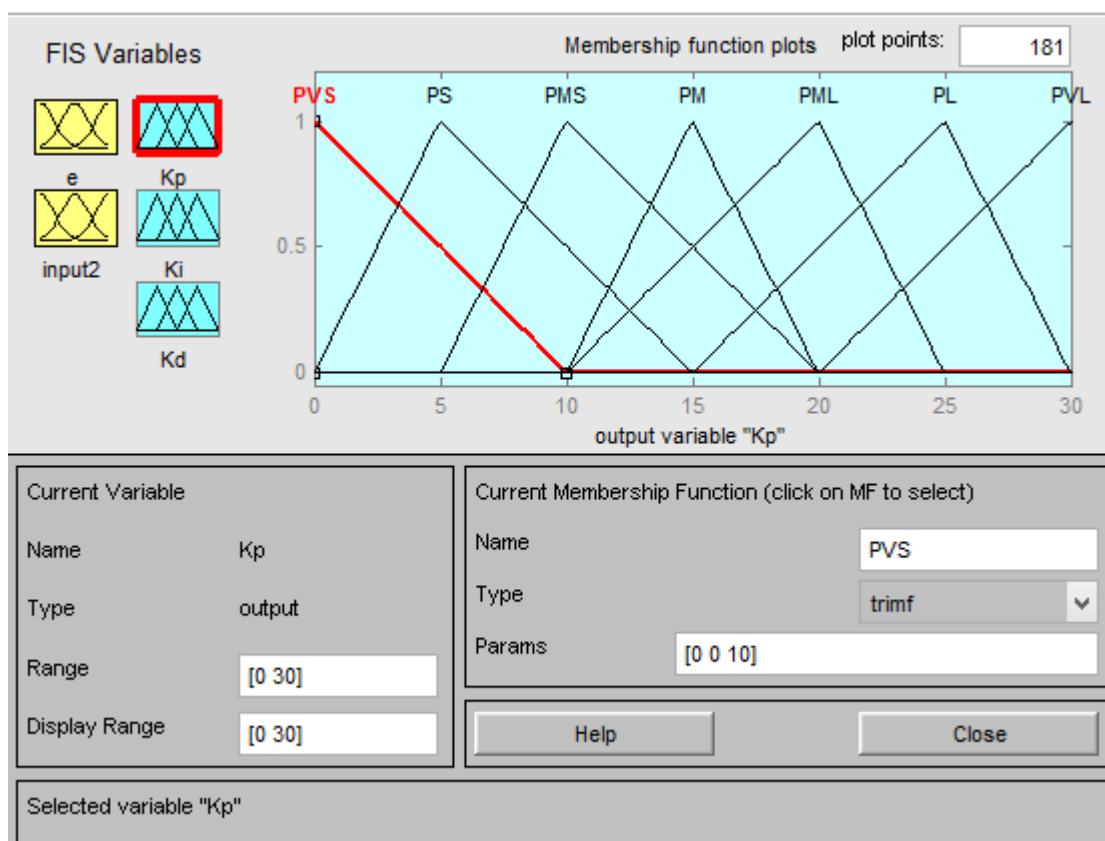 FIS Variables
Membership function plots plot points: 181
PVS PS PMS PM PML PL PVL
1
0.5
0
0 5 10 15 20 25 30
output variable "Kp"
e Kp
input2 Ki
Kd
Current Variable
Name Kp
Type output
Range [0 30]
Display Range [0 30]
Current Membership Function (click on MF to select)
Name PVS
Type trimf
Params [0 0 10]
Help Close
Selected variable "Kp"